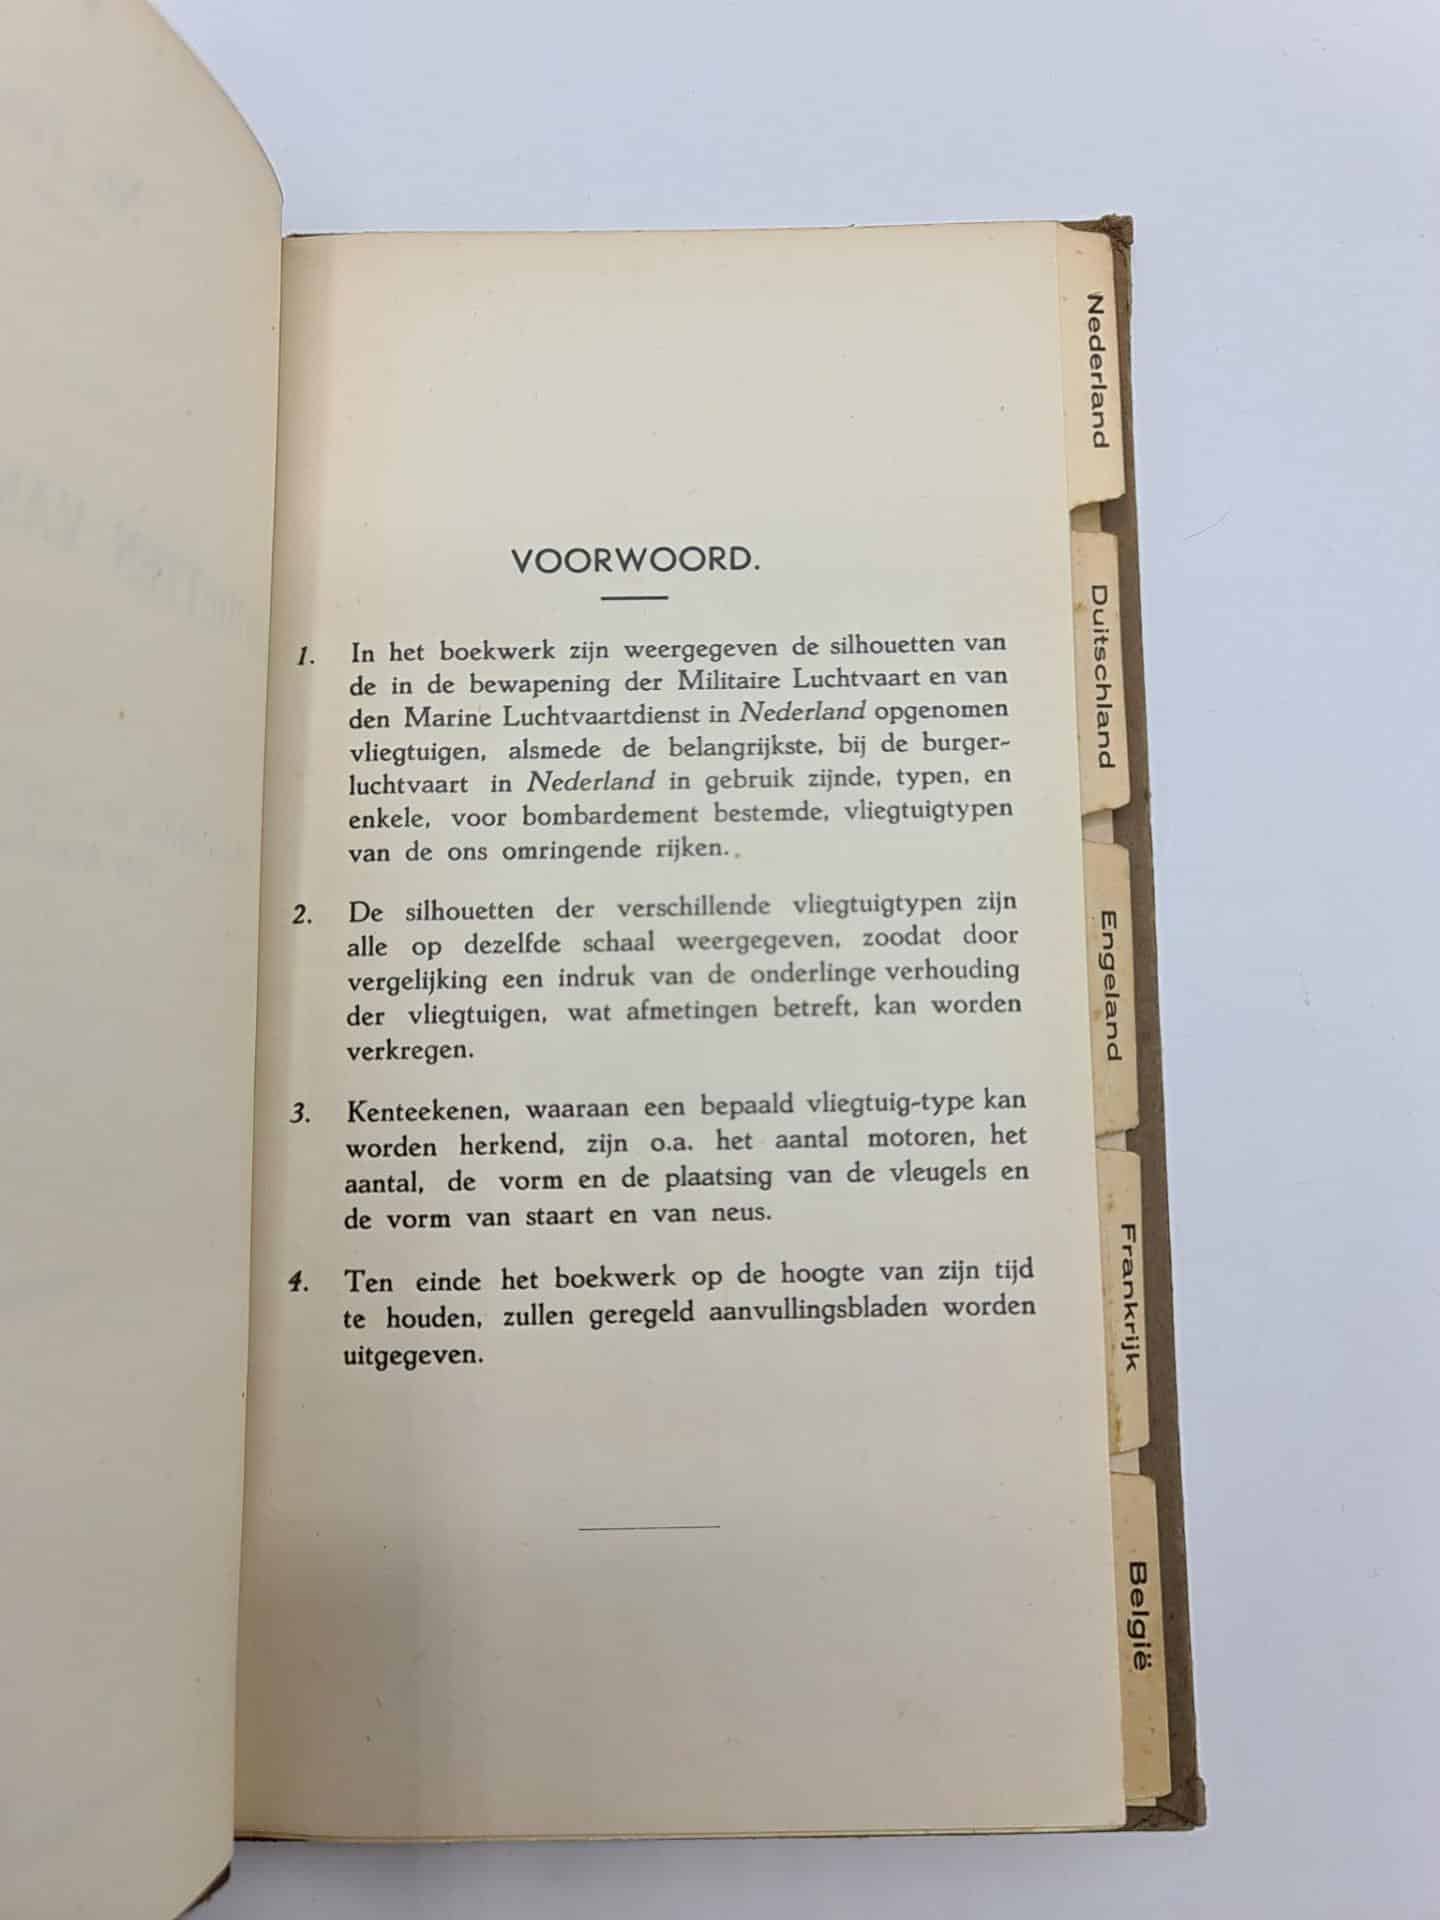 VOORWOORD.
1. In het boekwerk zijn weergegeven de silhouetten van
de in de bewapening der Militaire Luchtvaart en van
den Marine Luchtvaartdienst in Nederland opgenomen
vliegtuigen, alsmede de belangrijkste, bij de burger-
luchtvaart in Nederland in gebruik zijnde, typen, en
enkele, voor bombardement bestemde, vliegtuigtypen
van de ons omringende rijken.
2. De silhouetten der verschillende vliegtuigtypen zijn
alle op dezelfde schaal weergegeven, zoodat door
vergelijking een indruk van de onderlinge verhouding
der vliegtuigen, wat afmetingen betreft, kan worden
verkregen.
3. Kenteekenen, waaraan een bepaald vliegtuig-type kan
worden herkend, zijn o.a. het aantal motoren, het
aantal, de vorm en de plaatsing van de vleugels en
de vorm van staart en van neus.
4. Ten einde het boekwerk op de hoogte van zijn tijd
te houden, zullen geregeld aanvullingsbladen worden
uitgegeven.
Nederland
Duitschland
Engeland
Frankrijk
België